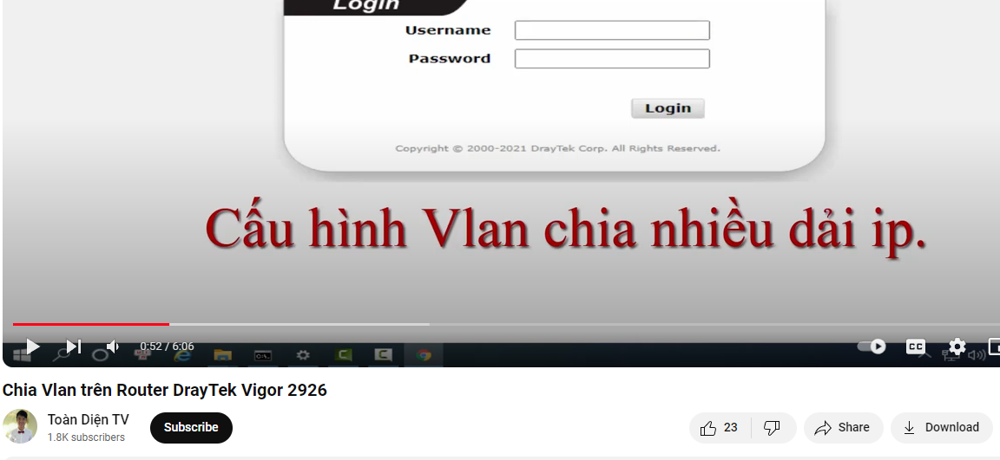 Login
Username
Password
Login
Copyright © 2000-2021 DrayTek Corp. All Rights Reserved.
Cấu hình Vlan chia nhiều dải ip.
0:52 / 6:06
CC
Chia Vlan trên Router DrayTek Vigor 2926
Toàn Diện TV
1.8K subscribers
Subscribe
23
Share
Download